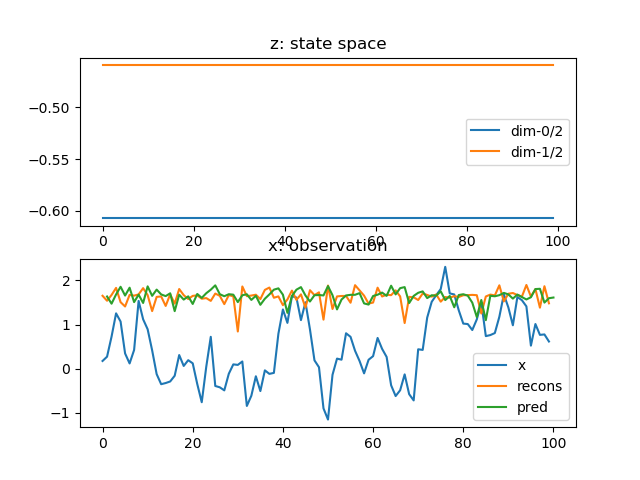 z: state space
−0.50
−0.55
−0.60
dim-0/2
dim-1/2
0 20 40 60 80 100
x: observation
2
1
0
−1
x
recons
pred
0 20 40 60 80 100